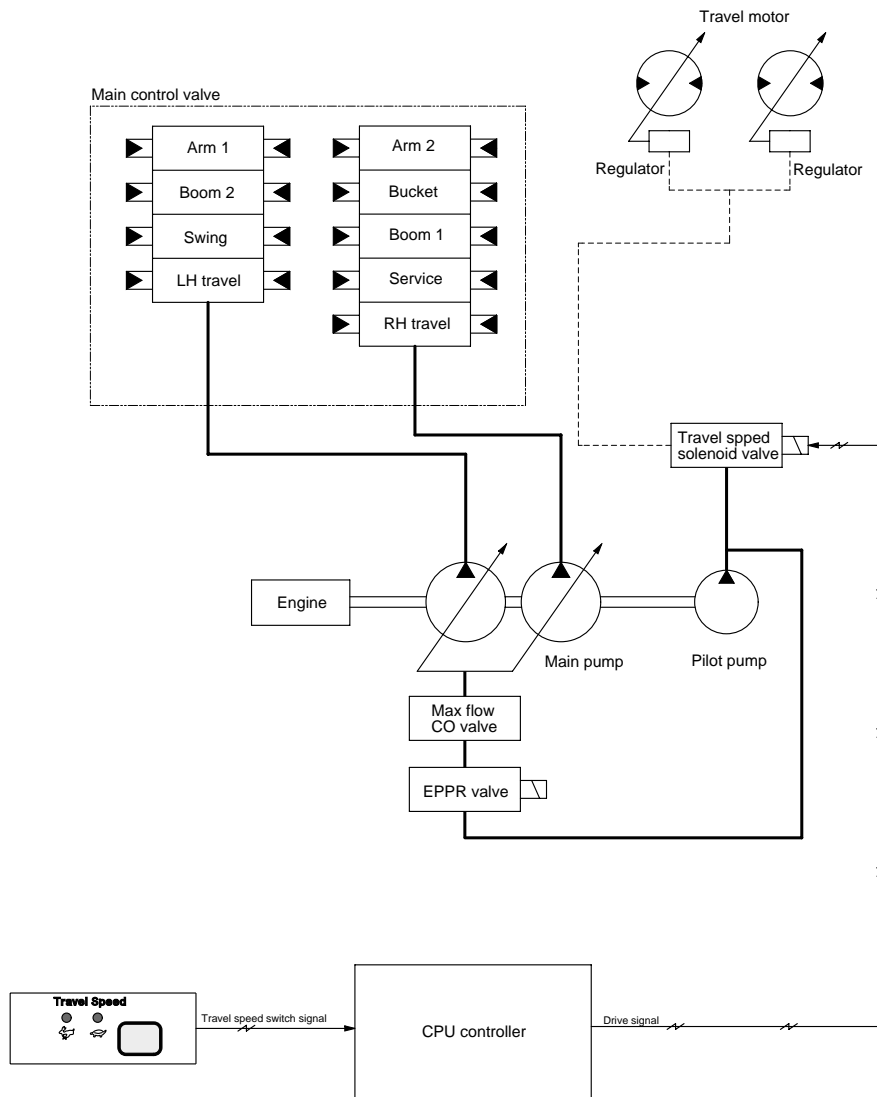 Travel motor
Main control valve
Arm 1
Arm 2
Boom 2
Bucket
Swing
Boom 1
LH travel
Service
RH travel
Regulator
Regulator
Travel spped
solenoid valve
Engine
Main pump
Pilot pump
Max flow
CO valve
EPPR valve
Travel Speed
Travel speed switch signal
CPU controller
Drive signal